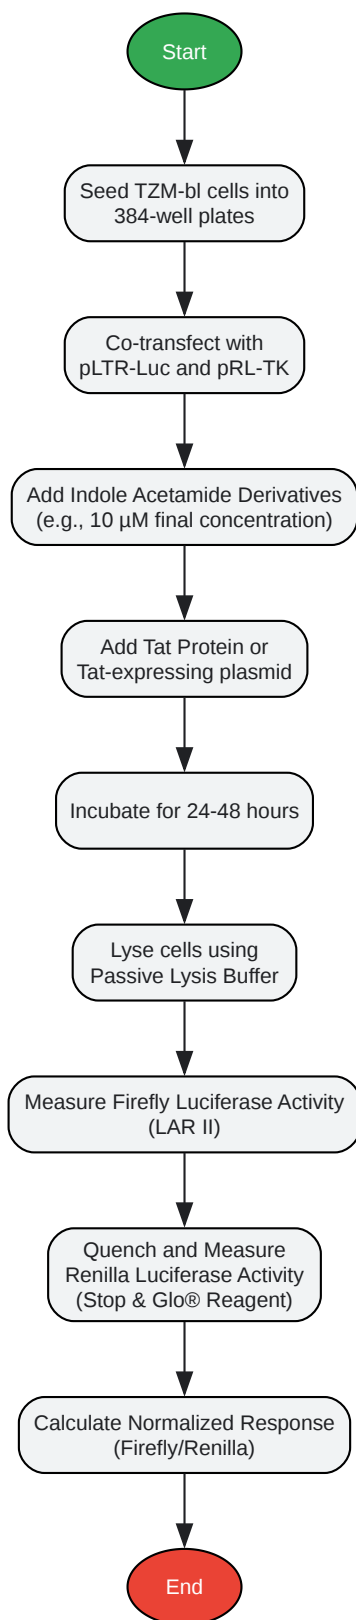 Start
Seed TZM-bl cells into
384-well plates
Co-transfect with
pLTR-Luc and pRL-TK
Add Indole Acetamide Derivatives
(e.g., 10 µM final concentration)
Add Tat Protein or
Tat-expressing plasmid
Incubate for 24-48 hours
Lyse cells using
Passive Lysis Buffer
Measure Firefly Luciferase Activity
(LAR II)
Quench and Measure
Renilla Luciferase Activity
(Stop & Glo® Reagent)
Calculate Normalized Response
(Firefly/Renilla)
End